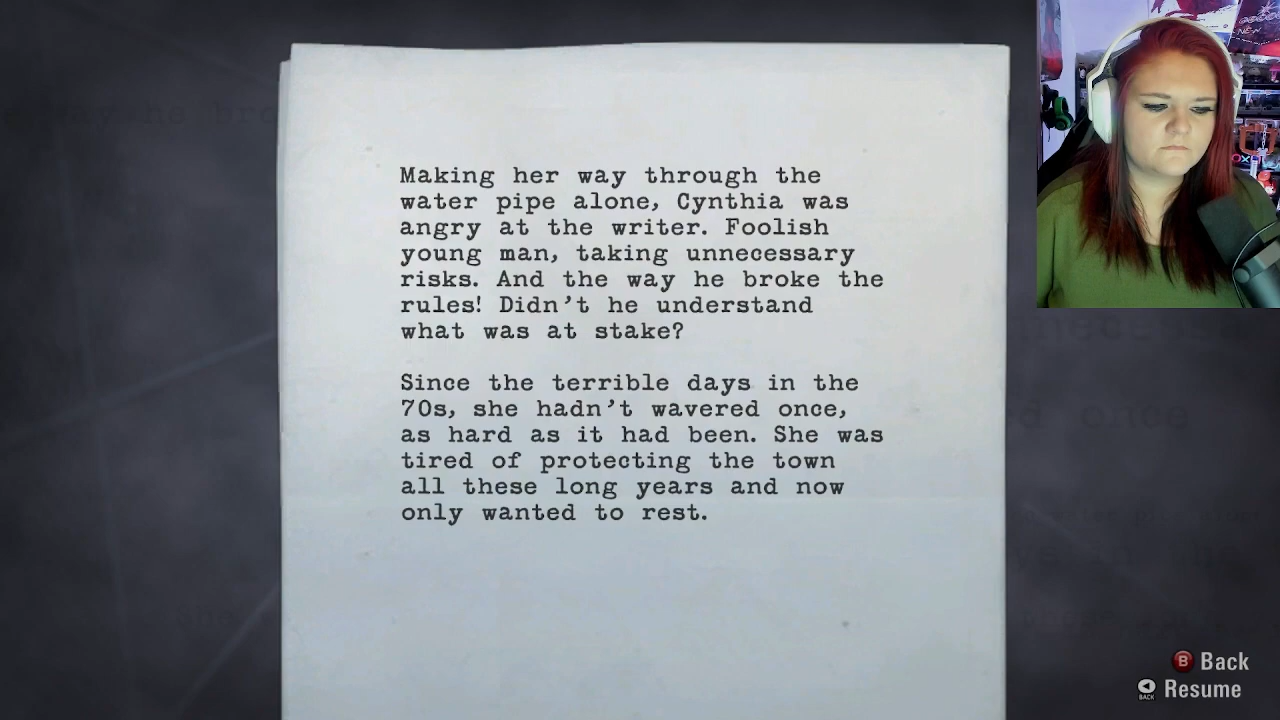 Making her way through the
water pipe alone, Cynthia was
angry at the writer. Foolish
young man, taking unnecessary
risks. And the way he broke the
rules! Didn't he understand
what was at stake?
Since the terrible days in the
70s, she hadn't wavered once,
as hard as it had been. She was
tired of protecting the town
all these long years and now
only wanted to rest.
B Back
BACK Resume